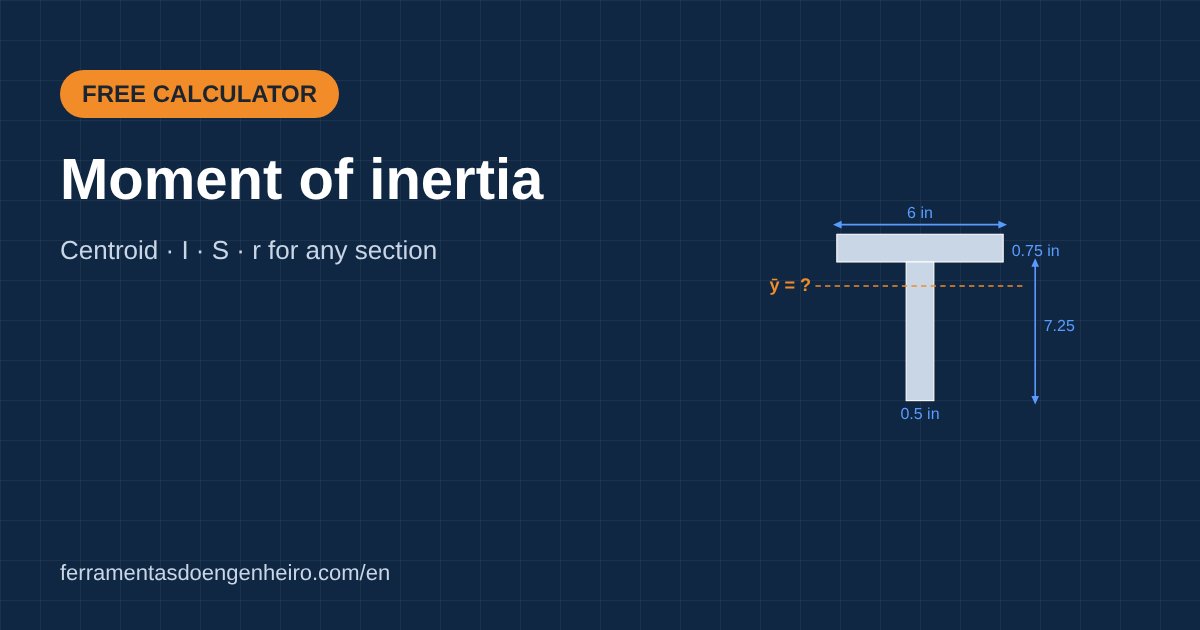 FREE CALCULATOR
Moment of inertia
Centroid · I · S · r for any section
6 in
0.75 in
ȳ = ?
7.25
0.5 in
ferramentasdoengenheiro.com/en